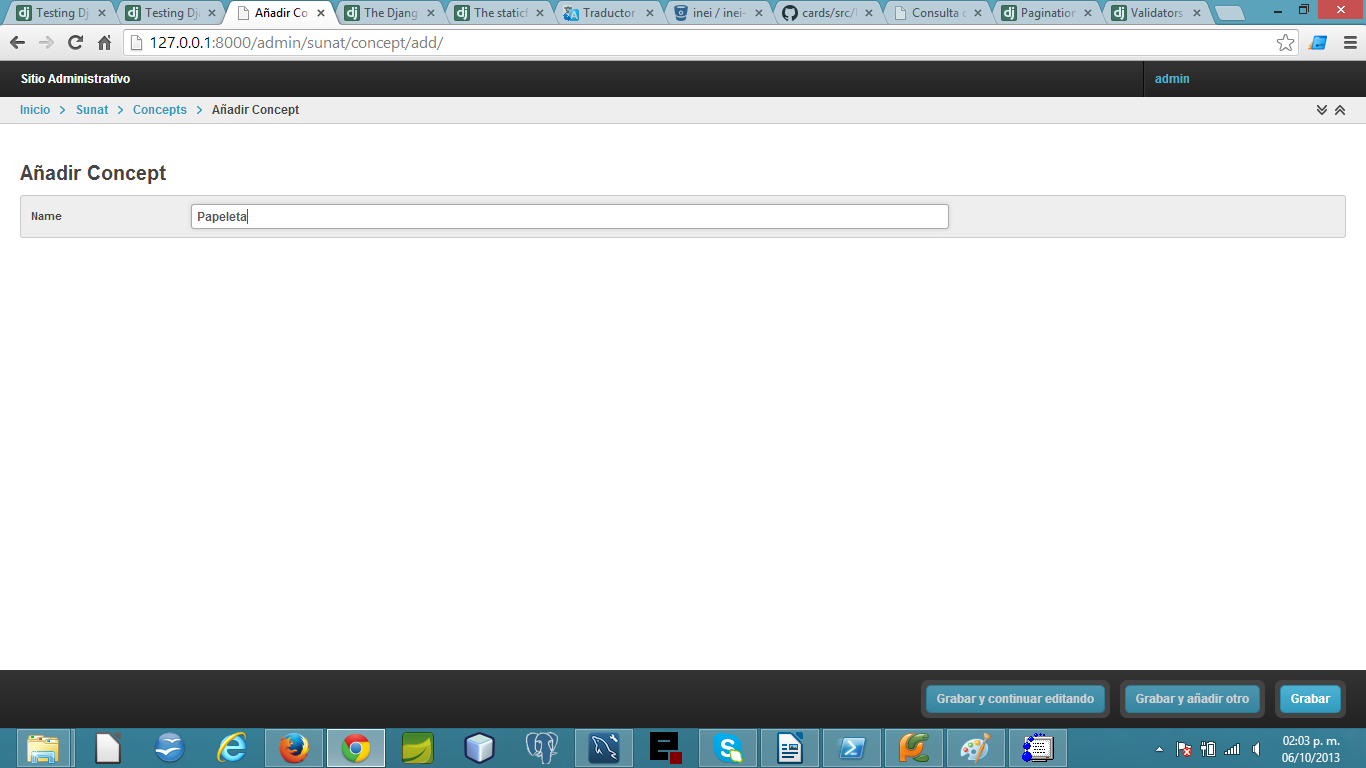 Testing Dj
Testing Dj
Añadir Co
The Djang
The staticf
Traductor
inei / inei-
cards/src/
Consulta
Pagination
Validators
127.0.0.1:8000/admin/sunat/concept/add/
Sitio Administrativo
admin
Inicio > Sunat > Concepts > Añadir Concept
Añadir Concept
Name
Papeleta
Grabar y continuar editando
Grabar y añadir otro
Grabar
02:03 p. m.
06/10/2013